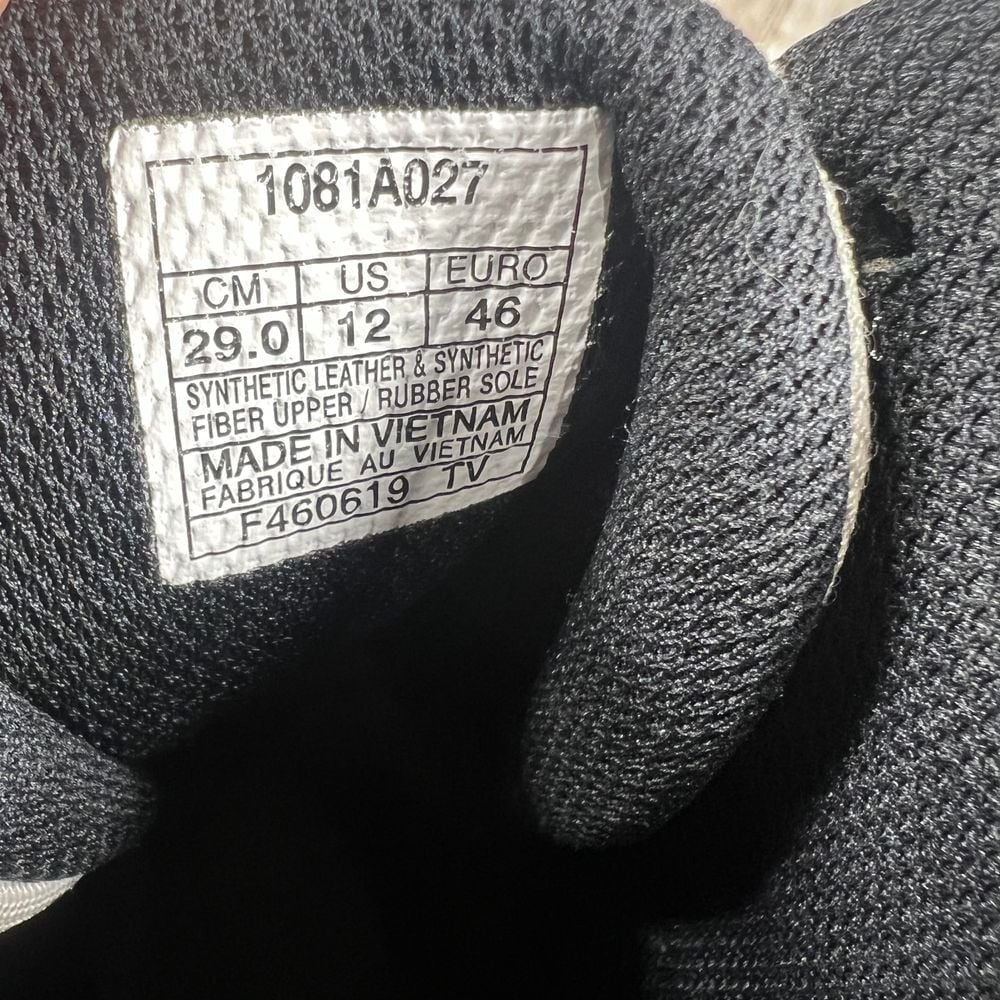 1081A027
CM US EURO
29.0 12 46
SYNTHETIC LEATHER & SYNTHETIC
FIBER UPPER / RUBBER SOLE
MADE IN VIETNAM
FABRIQUE AU VIETNAM
F460619 TV